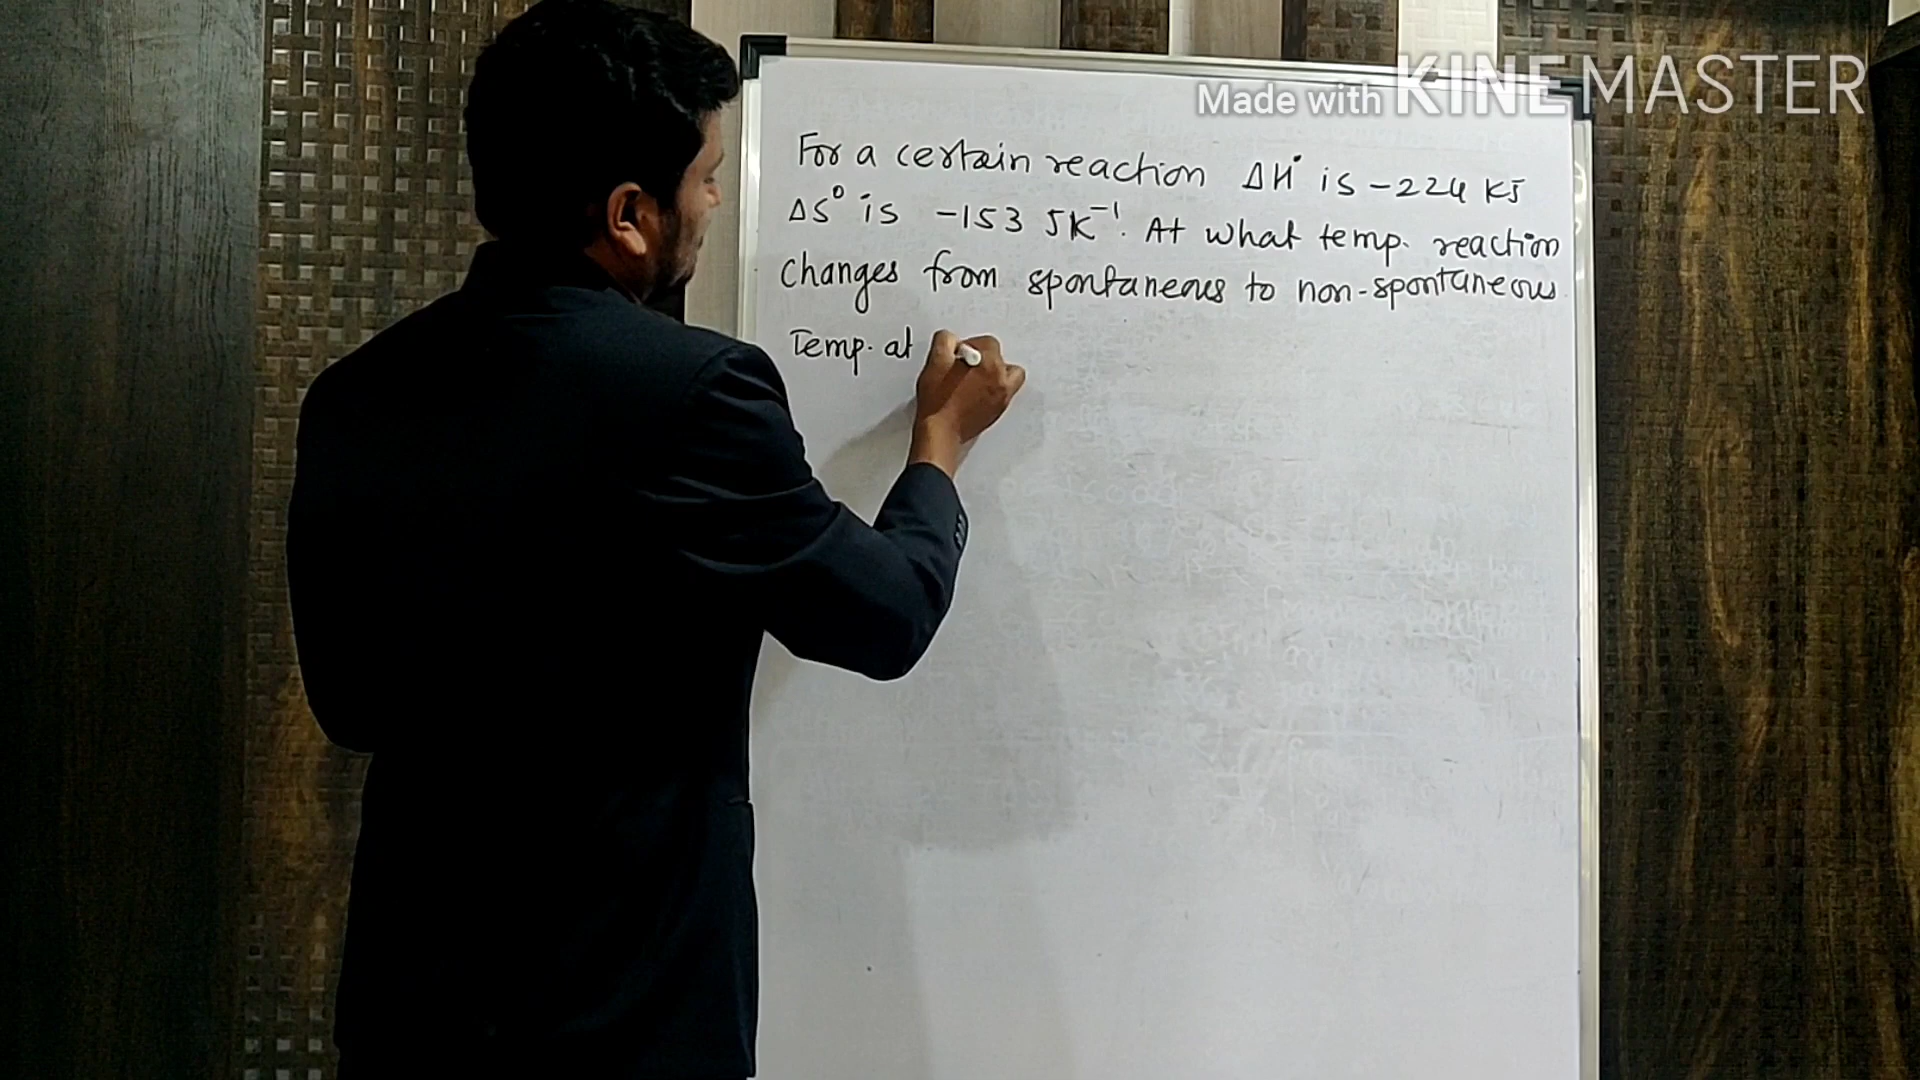 Made with KINEMASTER
For a certain reaction ΔH° is -224 KJ
ΔS° is -153 JK⁻¹. At what temp. reaction
changes from spontaneous to non-spontaneous.
Temp. at